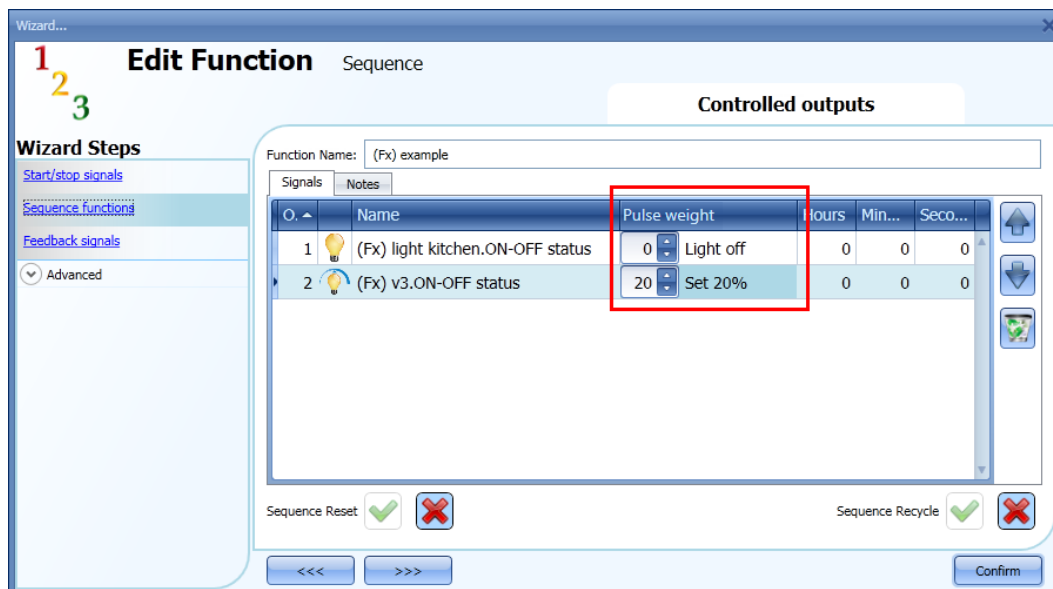 Wizard...
1 2 3
Edit Function Sequence
Controlled outputs
Wizard Steps
Start/stop signals
Sequence functions
Feedback signals
Advanced
Function Name: (Fx) example
Signals Notes
O. Name Pulse weight Hours Min... Seco...
1 (Fx) light kitchen.ON-OFF status 0 Light off 0 0 0
2 (Fx) v3.ON-OFF status 20 Set 20% 0 0 0
Sequence Reset Sequence Recycle
<<< >>> Confirm